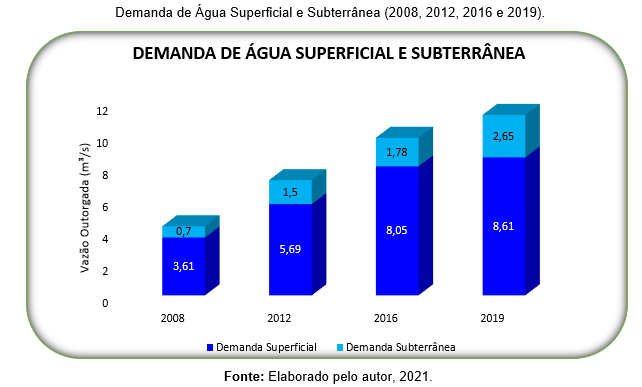 Demanda de Água Superficial e Subterrânea (2008, 2012, 2016 e 2019).
DEMANDA DE ÁGUA SUPERFICIAL E SUBTERRÂNEA
Vazão Outorgada (m³/s)
12
10
8
6
4
2
0
0,7
3,61
1,5
5,69
1,78
8,05
2,65
8,61
2008 2012 2016 2019
Demanda Superficial Demanda Subterrânea
Fonte: Elaborado pelo autor, 2021.